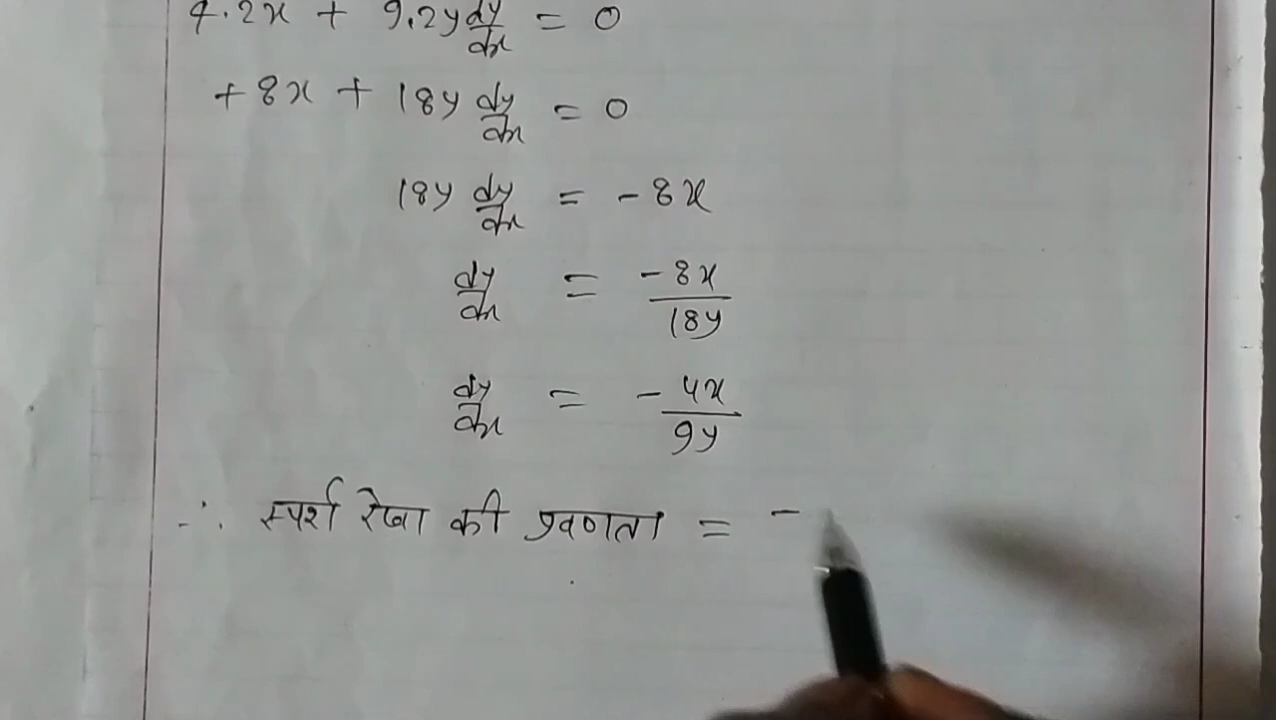 4.2x + 9.2y dy/dx = 0
+ 8x + 18y dy/dx = 0
18y dy/dx = - 8x
dy/dx = - 8x/18y
dy/dx = - 4x/9y
∴ स्पर्श रेखा की प्रवणता = -